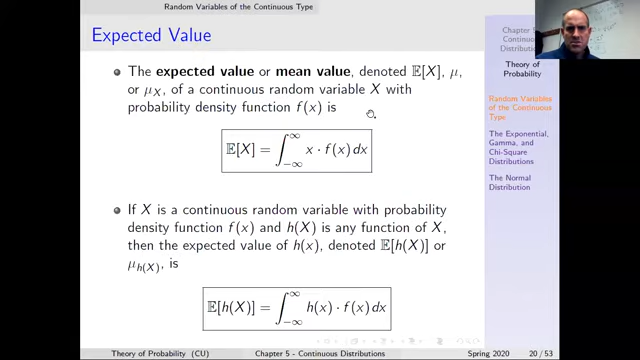 Random Variables of the Continuous Type
Expected Value
The expected value or mean value, denoted 𝔼[X], μ,
or μ_X, of a continuous random variable X with
probability density function f(x) is
𝔼[X] = ∫_{-∞}^{∞} x · f(x) dx
If X is a continuous random variable with probability
density function f(x) and h(X) is any function of X,
then the expected value of h(x), denoted 𝔼[h(X)] or
μ_{h(X)}, is
𝔼[h(X)] = ∫_{-∞}^{∞} h(x) · f(x) dx
Theory of
Probability
Random Variables
of the Continuous
Type
The Exponential,
Gamma, and
Chi-Square
Distributions
The Normal
Distribution
Theory of Probability (CU)
Chapter 5 - Continuous Distributions
Spring 2020
20 / 53